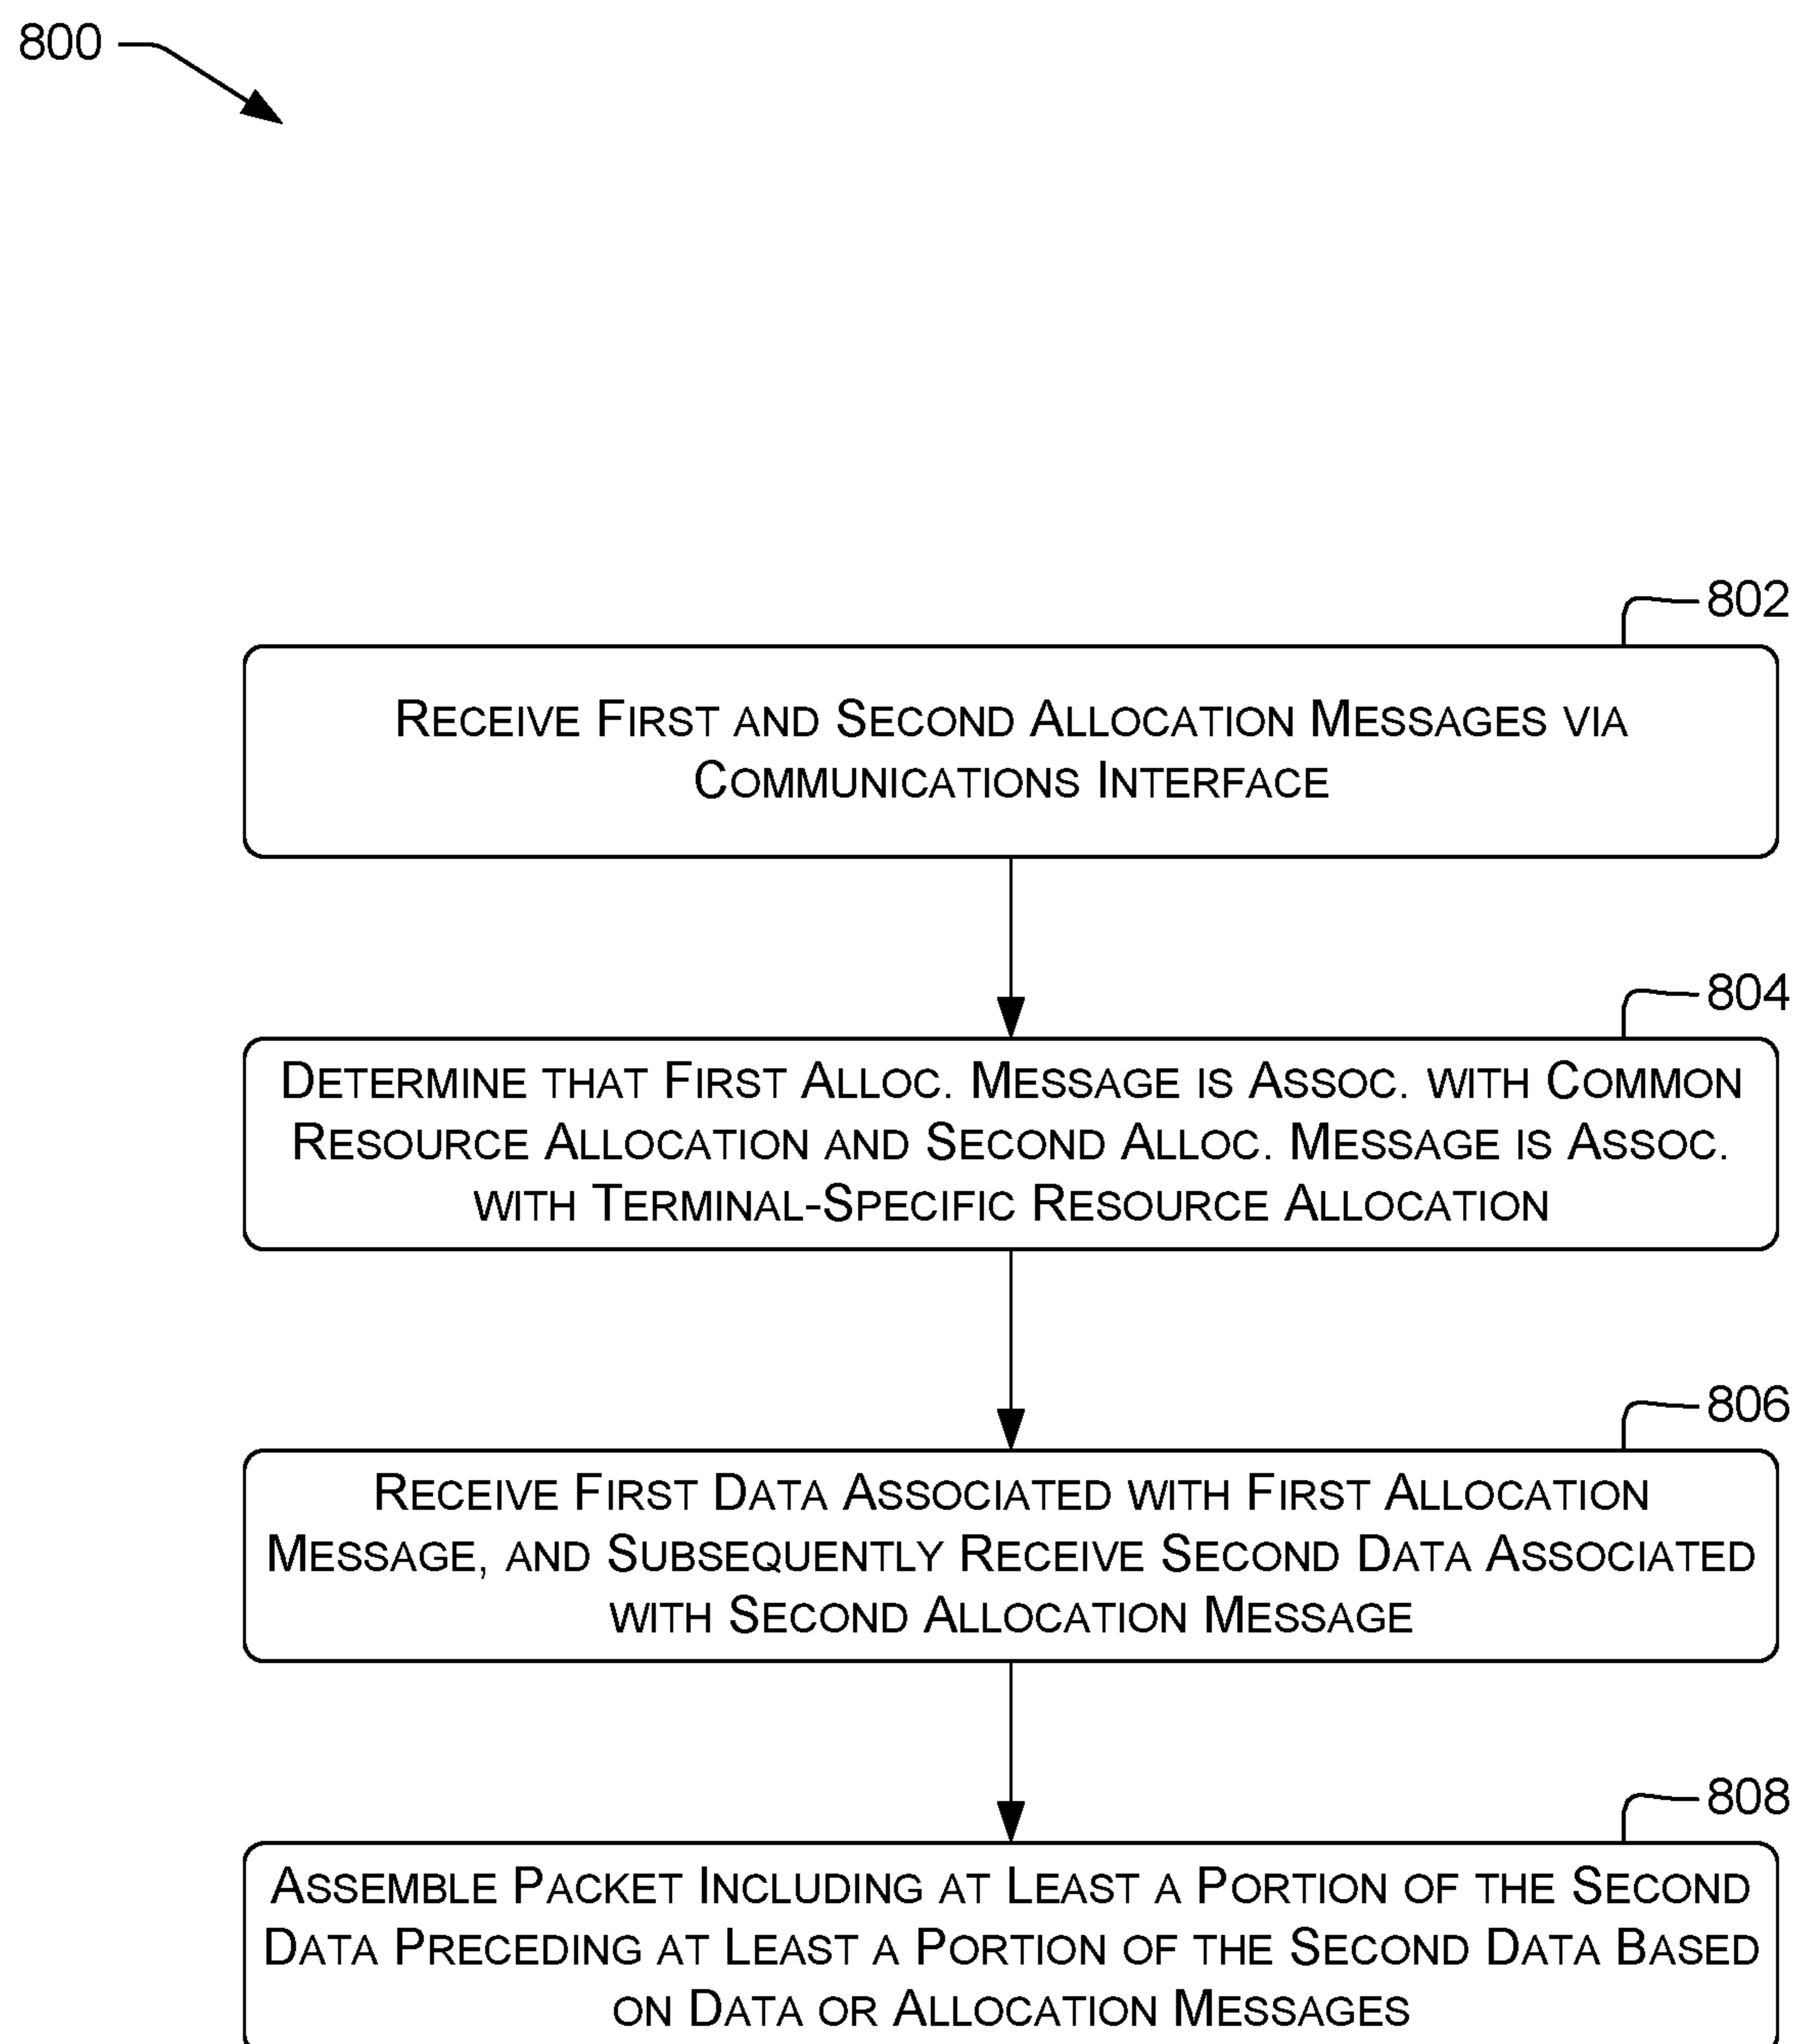 800
802
RECEIVE FIRST AND SECOND ALLOCATION MESSAGES VIA
COMMUNICATIONS INTERFACE
804
DETERMINE THAT FIRST ALLOC. MESSAGE IS ASSOC. WITH COMMON
RESOURCE ALLOCATION AND SECOND ALLOC. MESSAGE IS ASSOC.
WITH TERMINAL-SPECIFIC RESOURCE ALLOCATION
806
RECEIVE FIRST DATA ASSOCIATED WITH FIRST ALLOCATION
MESSAGE, AND SUBSEQUENTLY RECEIVE SECOND DATA ASSOCIATED
WITH SECOND ALLOCATION MESSAGE
808
ASSEMBLE PACKET INCLUDING AT LEAST A PORTION OF THE SECOND
DATA PRECEDING AT LEAST A PORTION OF THE SECOND DATA BASED
ON DATA OR ALLOCATION MESSAGES